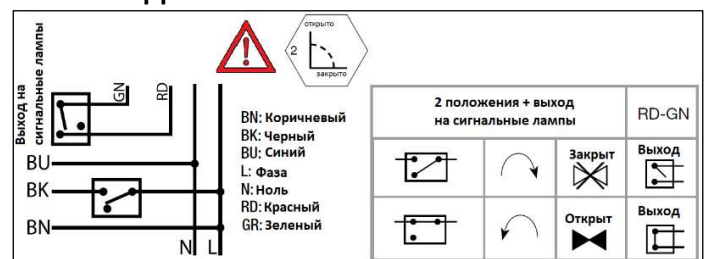 открыто
2
закрыто
Выход на
сигнальные лампы
GN
RD
BU
BK
BN
N
L
BN: Коричневый
BK: Черный
BU: Синий
L: Фаза
N: Ноль
RD: Красный
GR: Зеленый
2 положения + выход
на сигнальные лампы
RD-GN
Закрыт
Выход
Открыт
Выход